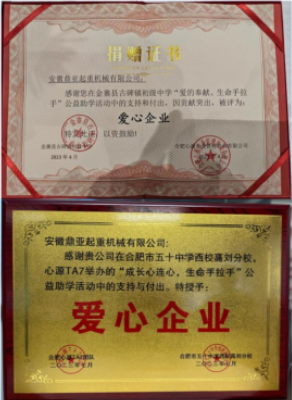 捐赠证书
安徽鼎亚起重机械有限公司:
感谢您在金寨县古碑镇初级中学“爱的奉献,生命手拉
手”公益助学活动中的支持和付出,因贡献突出,被评为:
爱心企业
以资鼓励!
2023年4月
安徽鼎亚起重机械有限公司:
感谢贵公司在合肥市五十中学西校蒲刘分校,
心源TA7举办的“成长心连心,生命手拉手”公
益助学活动中的支持与付出。特授予:
爱心企业